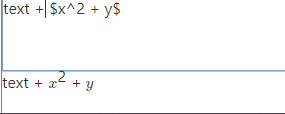 text + $x^2 + y$
text + x² + y